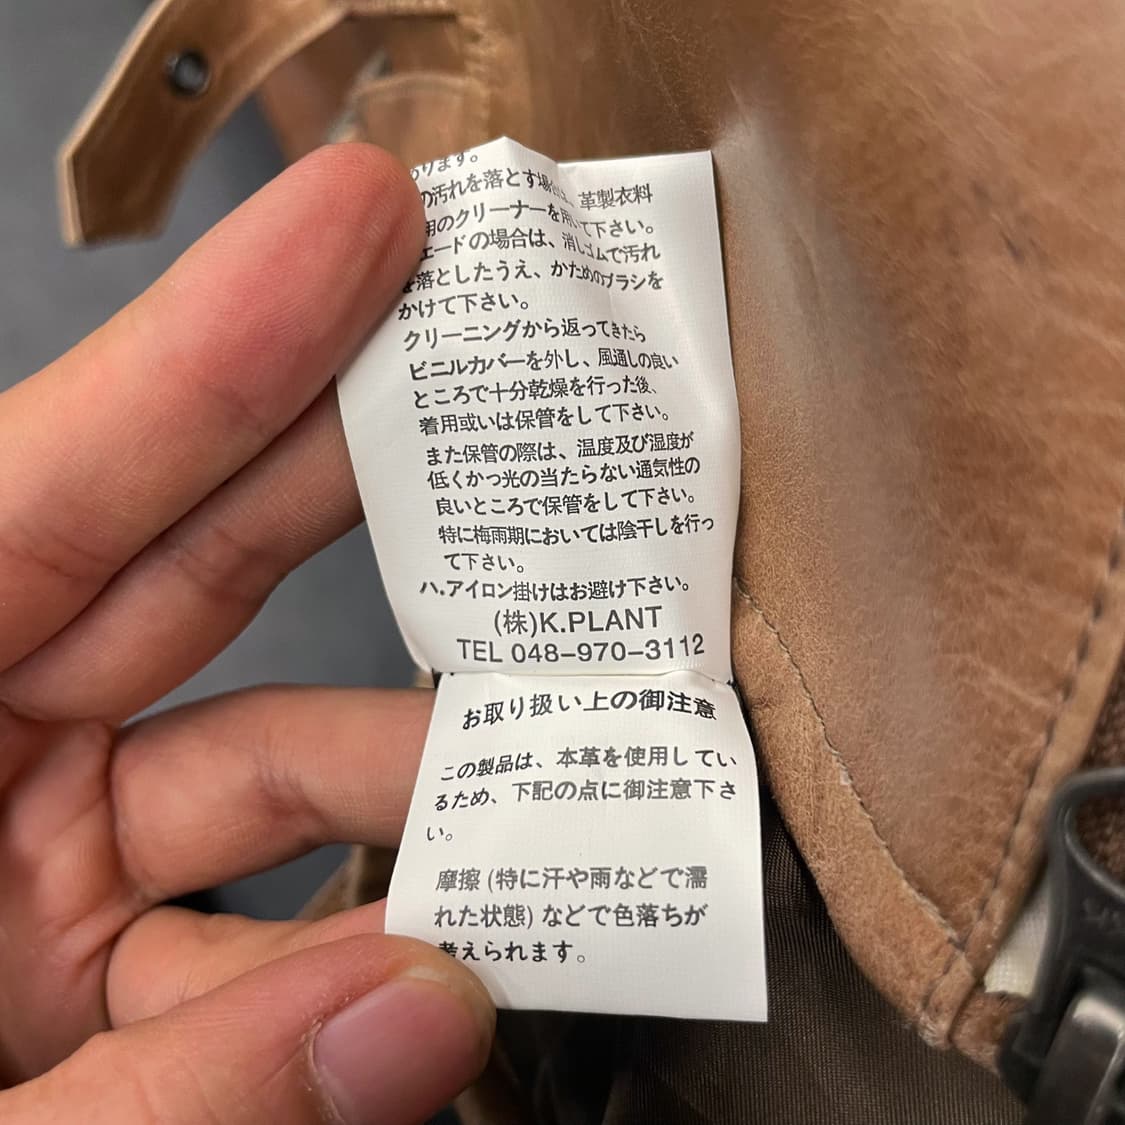 ります。
の汚れを落とす場合は、革製衣料
用のクリーナーを用いて下さい。
エードの場合は、消しゴムで汚れ
を落としたうえ、かためのブラシを
かけて下さい。
クリーニングから返ってきたら
ビニルカバーを外し、風通しの良い
ところで十分乾燥を行った後、
着用或いは保管をして下さい。
また保管の際は、温度及び湿度が
低くかつ光の当たらない通気性の
良いところで保管をして下さい。
特に梅雨期においては陰干しを行っ
て下さい。
ハ.アイロン掛けはお避け下さい。
(株)K.PLANT
TEL 048−970−3112
お取り扱い上の御注意
この製品は、本革を使用してい
るため、下記の点に御注意下さ
い。
摩擦 (特に汗や雨などで濡
れた状態) などで色落ちが
考えられます。